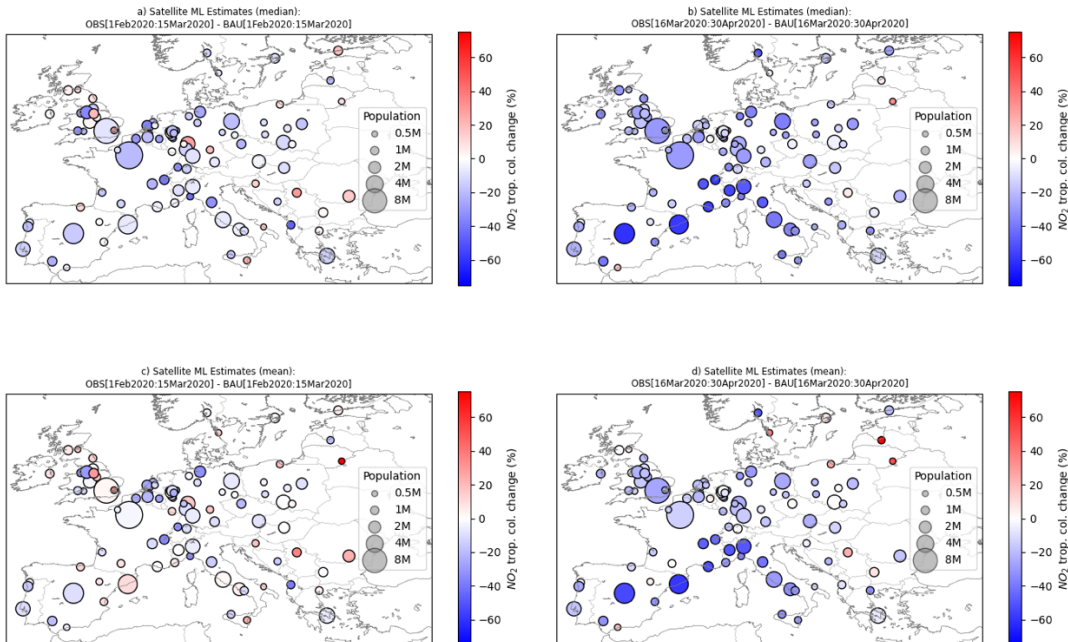 a) Satellite ML Estimates (median):
OBS[1Feb2020:15Mar2020] - BAU[1Feb2020:15Mar2020]
60
40
20
0
−20
−40
−60
NO2 trop. col. change (%)
Population
0.5M
1M
2M
4M
8M
b) Satellite ML Estimates (median):
OBS[16Mar2020:30Apr2020] - BAU[16Mar2020:30Apr2020]
60
40
20
0
−20
−40
−60
NO2 trop. col. change (%)
Population
0.5M
1M
2M
4M
8M
c) Satellite ML Estimates (mean):
OBS[1Feb2020:15Mar2020] - BAU[1Feb2020:15Mar2020]
60
40
20
0
−20
−40
−60
NO2 trop. col. change (%)
Population
0.5M
1M
2M
4M
8M
d) Satellite ML Estimates (mean):
OBS[16Mar2020:30Apr2020] - BAU[16Mar2020:30Apr2020]
60
40
20
0
−20
−40
−60
NO2 trop. col. change (%)
Population
0.5M
1M
2M
4M
8M